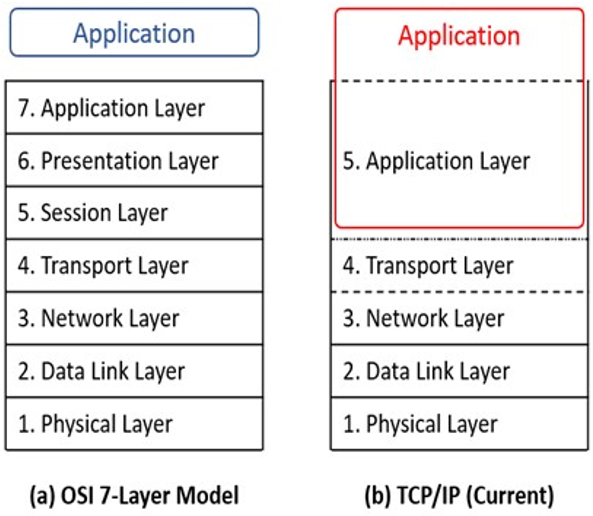 Application
7. Application Layer
6. Presentation Layer
5. Session Layer
4. Transport Layer
3. Network Layer
2. Data Link Layer
1. Physical Layer
(a) OSI 7-Layer Model
Application
5. Application Layer
4. Transport Layer
3. Network Layer
2. Data Link Layer
1. Physical Layer
(b) TCP/IP (Current)